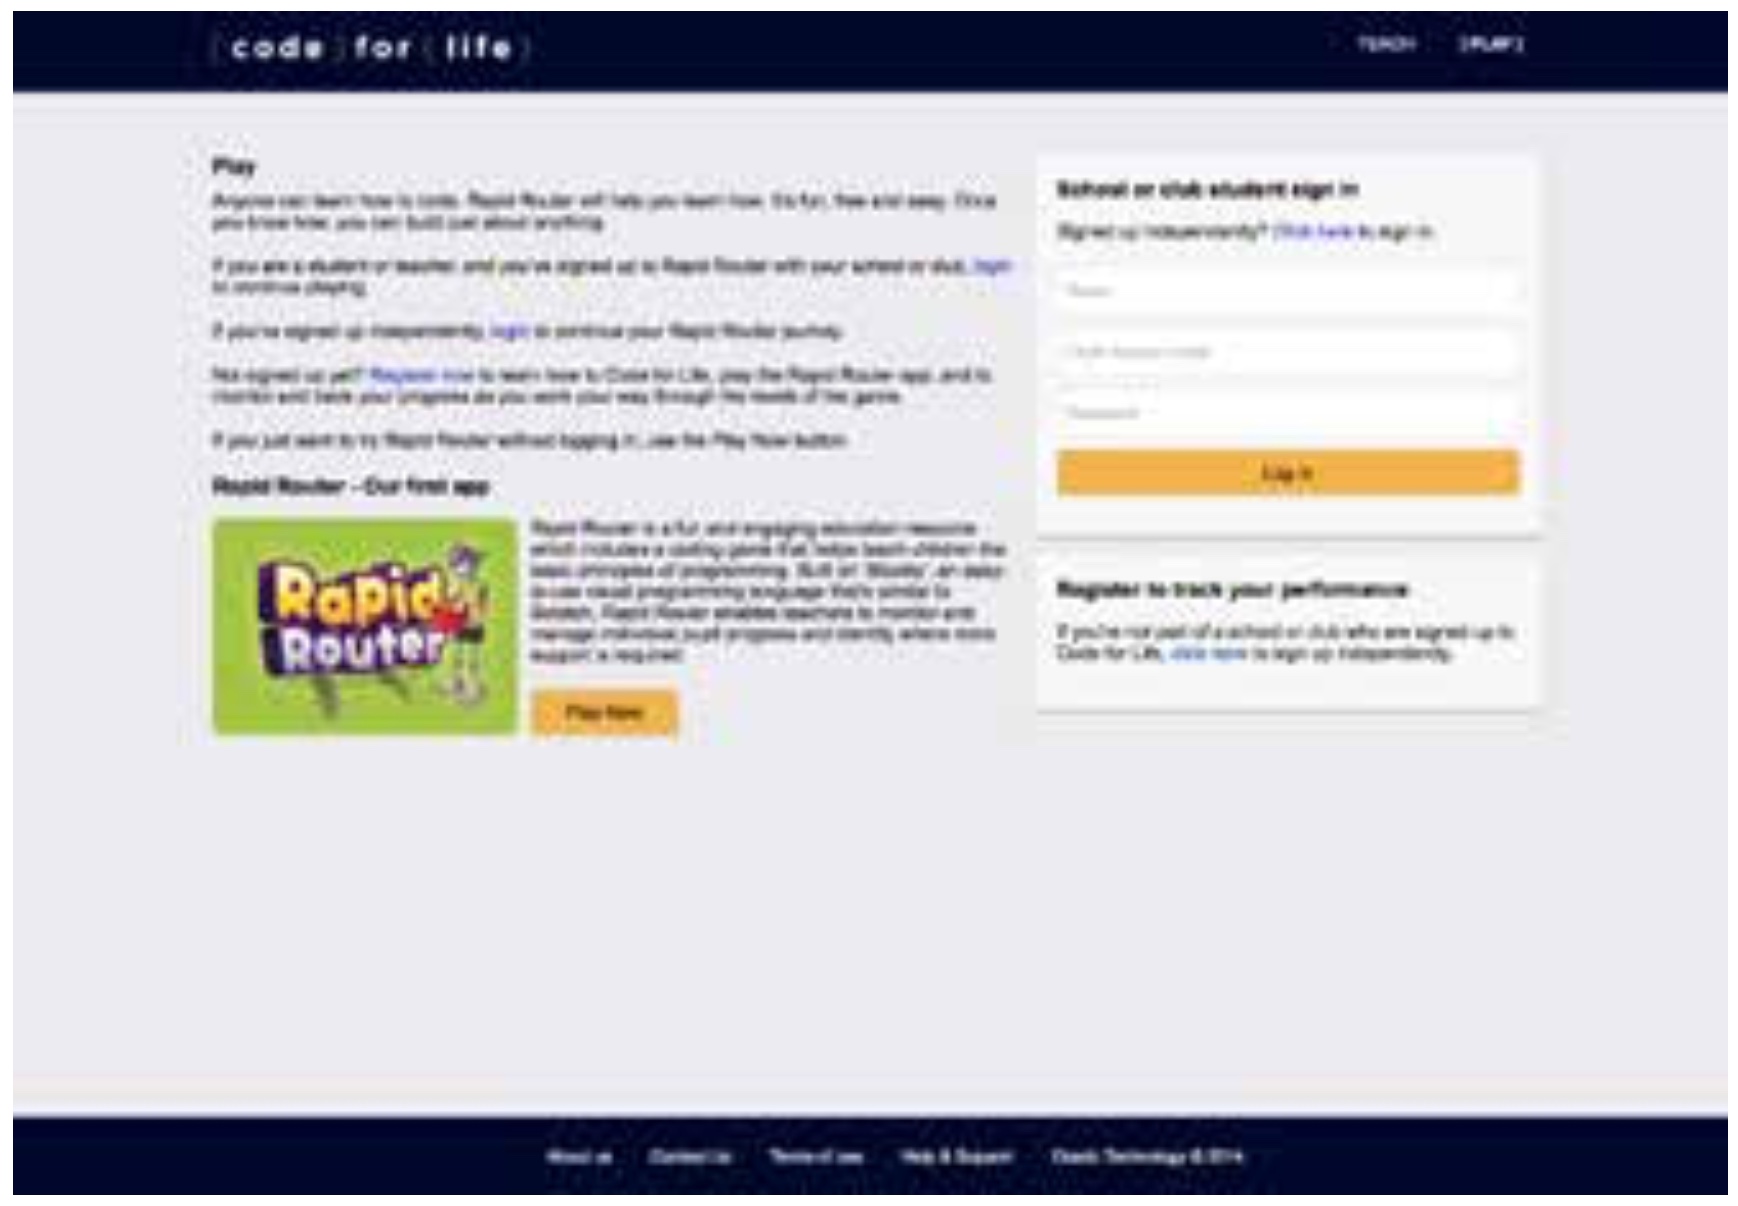 {code} for {life}
TEACH [PLAY]
Play
Anyone can learn how to code. Rapid Router will help you learn how. It's fun, free and easy. Once
you know how, you can build just about anything.
If you are a student or teacher, and you've signed up to Rapid Router with your school or club, login
to continue playing.
If you've signed up independently, login to continue your Rapid Router journey.
Not signed up yet? Register now to learn how to Code for Life, play the Rapid Router app, and to
monitor and save your progress as you work your way through the levels of the game.
If you just want to try Rapid Router without logging in, use the Play Now button.
Rapid Router - Our first app
Rapid
Router
Rapid Router is a fun and engaging education resource
which includes a coding game that helps teach children the
basic principles of programming. Built on 'Blockly', an easy-
to-use visual programming language that's similar to
Scratch, Rapid Router enables teachers to monitor and
manage individual pupil progress and identify where more
support is required.
Play Now
School or club student sign in
Signed up independently? Click here to sign in.
Name
Password
Log in
Register to track your performance
If you're not part of a school or club who are signed up to
Code for Life, click here to sign up independently.
About us Contact Us Terms of use Help & Support Ocado Technology © 2014